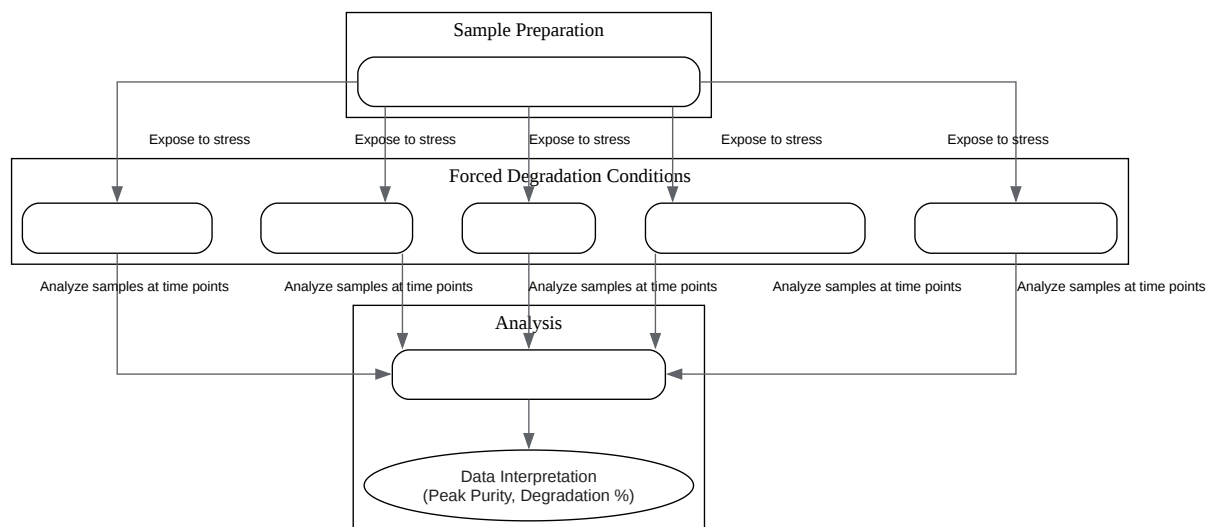 Sample Preparation
Expose to stress
Expose to stress
Expose to stress
Expose to stress
Expose to stress
Forced Degradation Conditions
Analyze samples at time points
Analyze samples at time points
Analyze samples at time points
Analyze samples at time points
Analyze samples at time points
Analysis
Data Interpretation
(Peak Purity, Degradation %)